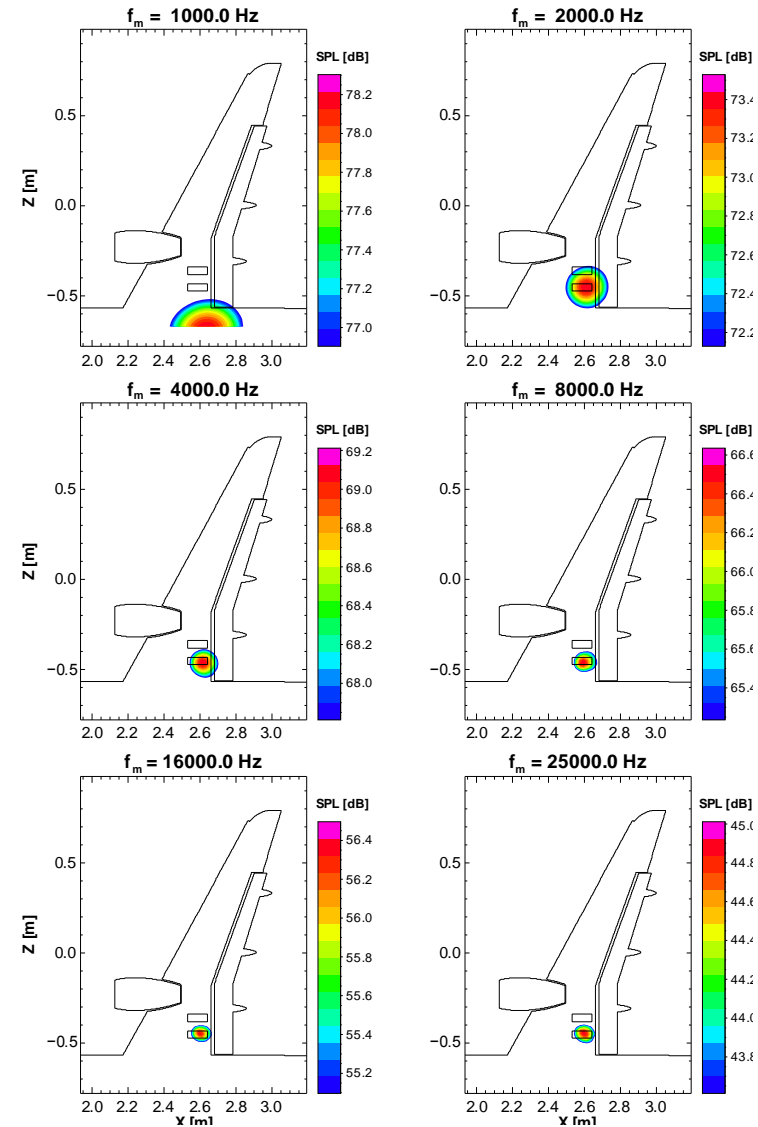 f_m = 1000.0 Hz
SPL [dB]
78.2
78.0
77.8
77.6
77.4
77.2
77.0
Z [m]
0.5
0.0
−0.5
2.0 2.2 2.4 2.6 2.8 3.0
f_m = 2000.0 Hz
SPL [dB]
73.4
73.2
73.0
72.8
72.6
72.4
72.2
0.5
0.0
−0.5
2.0 2.2 2.4 2.6 2.8 3.0
f_m = 4000.0 Hz
SPL [dB]
69.2
69.0
68.8
68.6
68.4
68.2
68.0
Z [m]
0.5
0.0
−0.5
2.0 2.2 2.4 2.6 2.8 3.0
f_m = 8000.0 Hz
SPL [dB]
66.6
66.4
66.2
66.0
65.8
65.6
65.4
0.5
0.0
−0.5
2.0 2.2 2.4 2.6 2.8 3.0
f_m = 16000.0 Hz
SPL [dB]
56.4
56.2
56.0
55.8
55.6
55.4
55.2
Z [m]
0.5
0.0
−0.5
2.0 2.2 2.4 2.6 2.8 3.0
X [m]
f_m = 25000.0 Hz
SPL [dB]
45.0
44.8
44.6
44.4
44.2
44.0
43.8
0.5
0.0
−0.5
2.0 2.2 2.4 2.6 2.8 3.0
X [m]